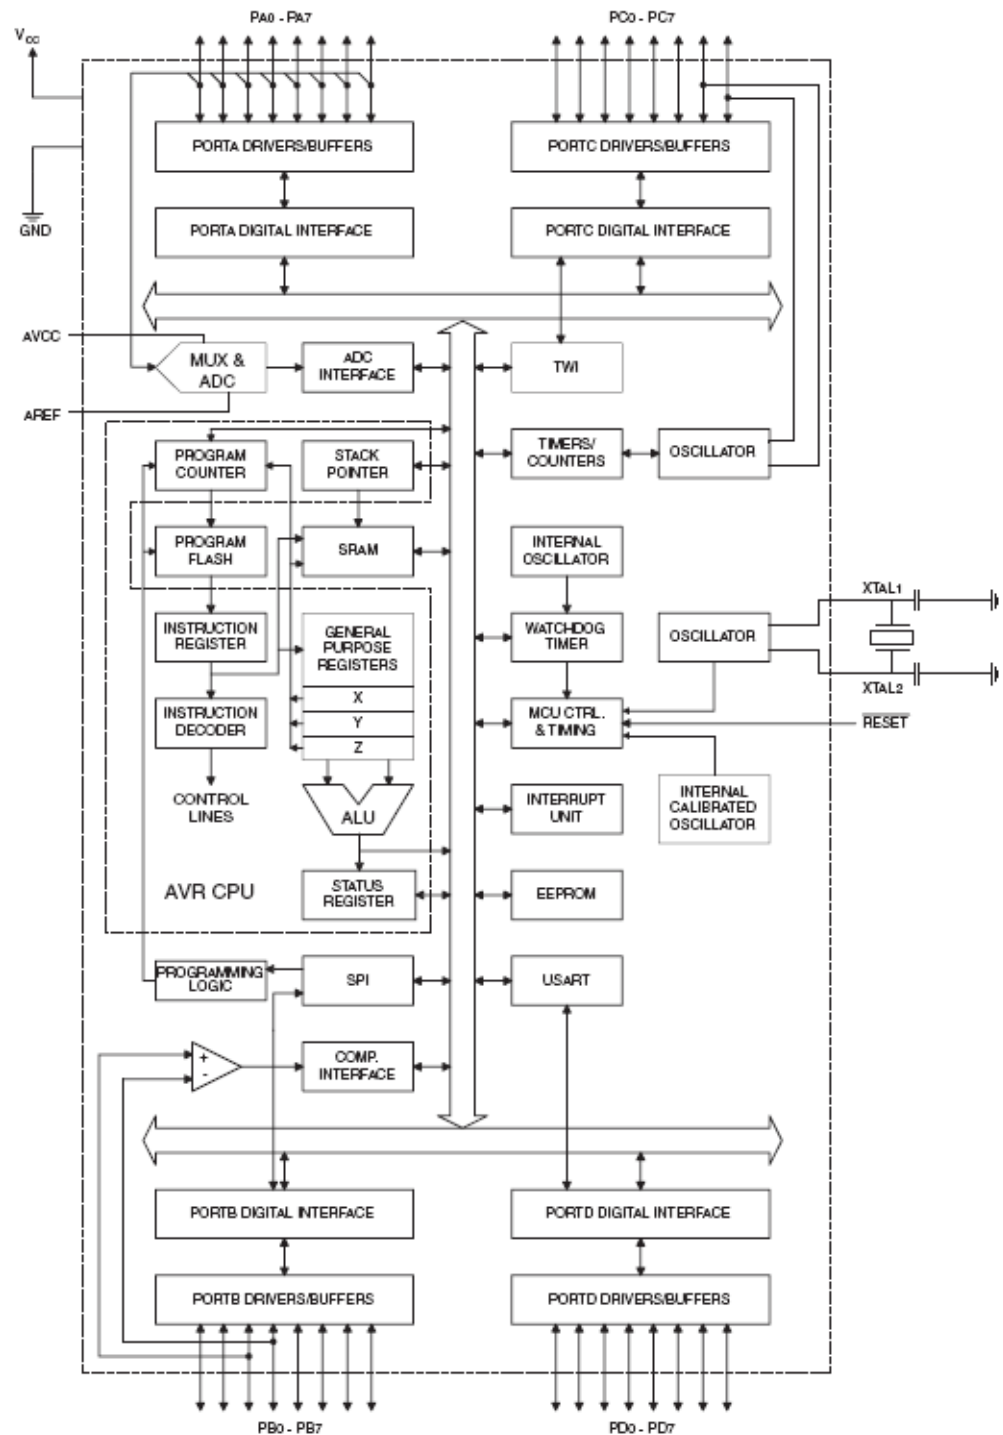 PA0 - PA7
PC0 - PC7
VCC
PORTA DRIVERS/BUFFERS
PORTC DRIVERS/BUFFERS
GND
PORTA DIGITAL INTERFACE
PORTC DIGITAL INTERFACE
AVCC
MUX &
ADC
ADC
INTERFACE
TWI
AREF
PROGRAM
COUNTER
STACK
POINTER
TIMERS/
COUNTERS
OSCILLATOR
PROGRAM
FLASH
SRAM
INTERNAL
OSCILLATOR
XTAL1
INSTRUCTION
REGISTER
GENERAL
PURPOSE
REGISTERS
WATCHDOG
TIMER
OSCILLATOR
XTAL2
X
INSTRUCTION
DECODER
Y
Z
MCU CTRL.
& TIMING
RESET
CONTROL
LINES
ALU
INTERRUPT
UNIT
INTERNAL
CALIBRATED
OSCILLATOR
AVR CPU
STATUS
REGISTER
EEPROM
PROGRAMMING
LOGIC
SPI
USART
+
-
COMP.
INTERFACE
PORTB DIGITAL INTERFACE
PORTD DIGITAL INTERFACE
PORTB DRIVERS/BUFFERS
PORTD DRIVERS/BUFFERS
PB0 - PB7
PD0 - PD7